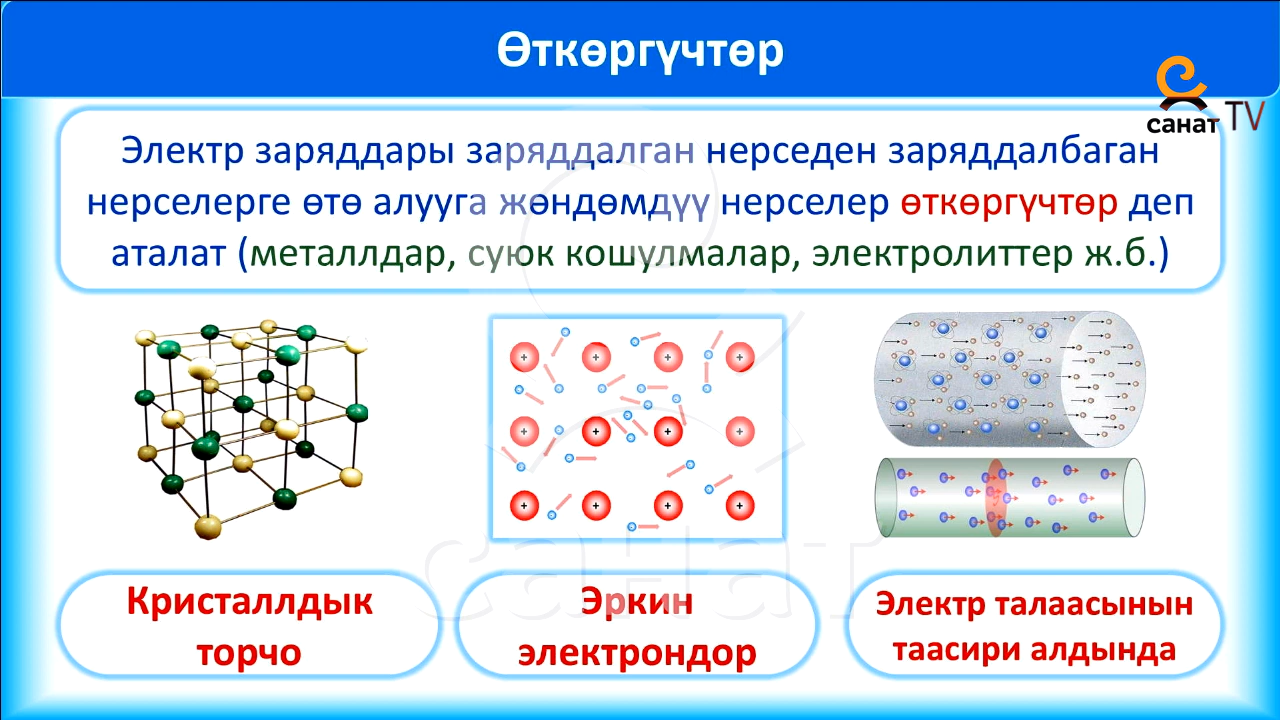 Өткөргүчтөр
санат TV
Электр заряддары заряддалган нерседен заряддалбаган
нерселерге өтө алууга жөндөмдүү нерселер өткөргүчтөр деп
аталат (металлдар, суюк кошулмалар, электролиттер ж.б.)
Кристаллдык
торчо
Эркин
электрондор
Электр талаасынын
таасири алдында
санат